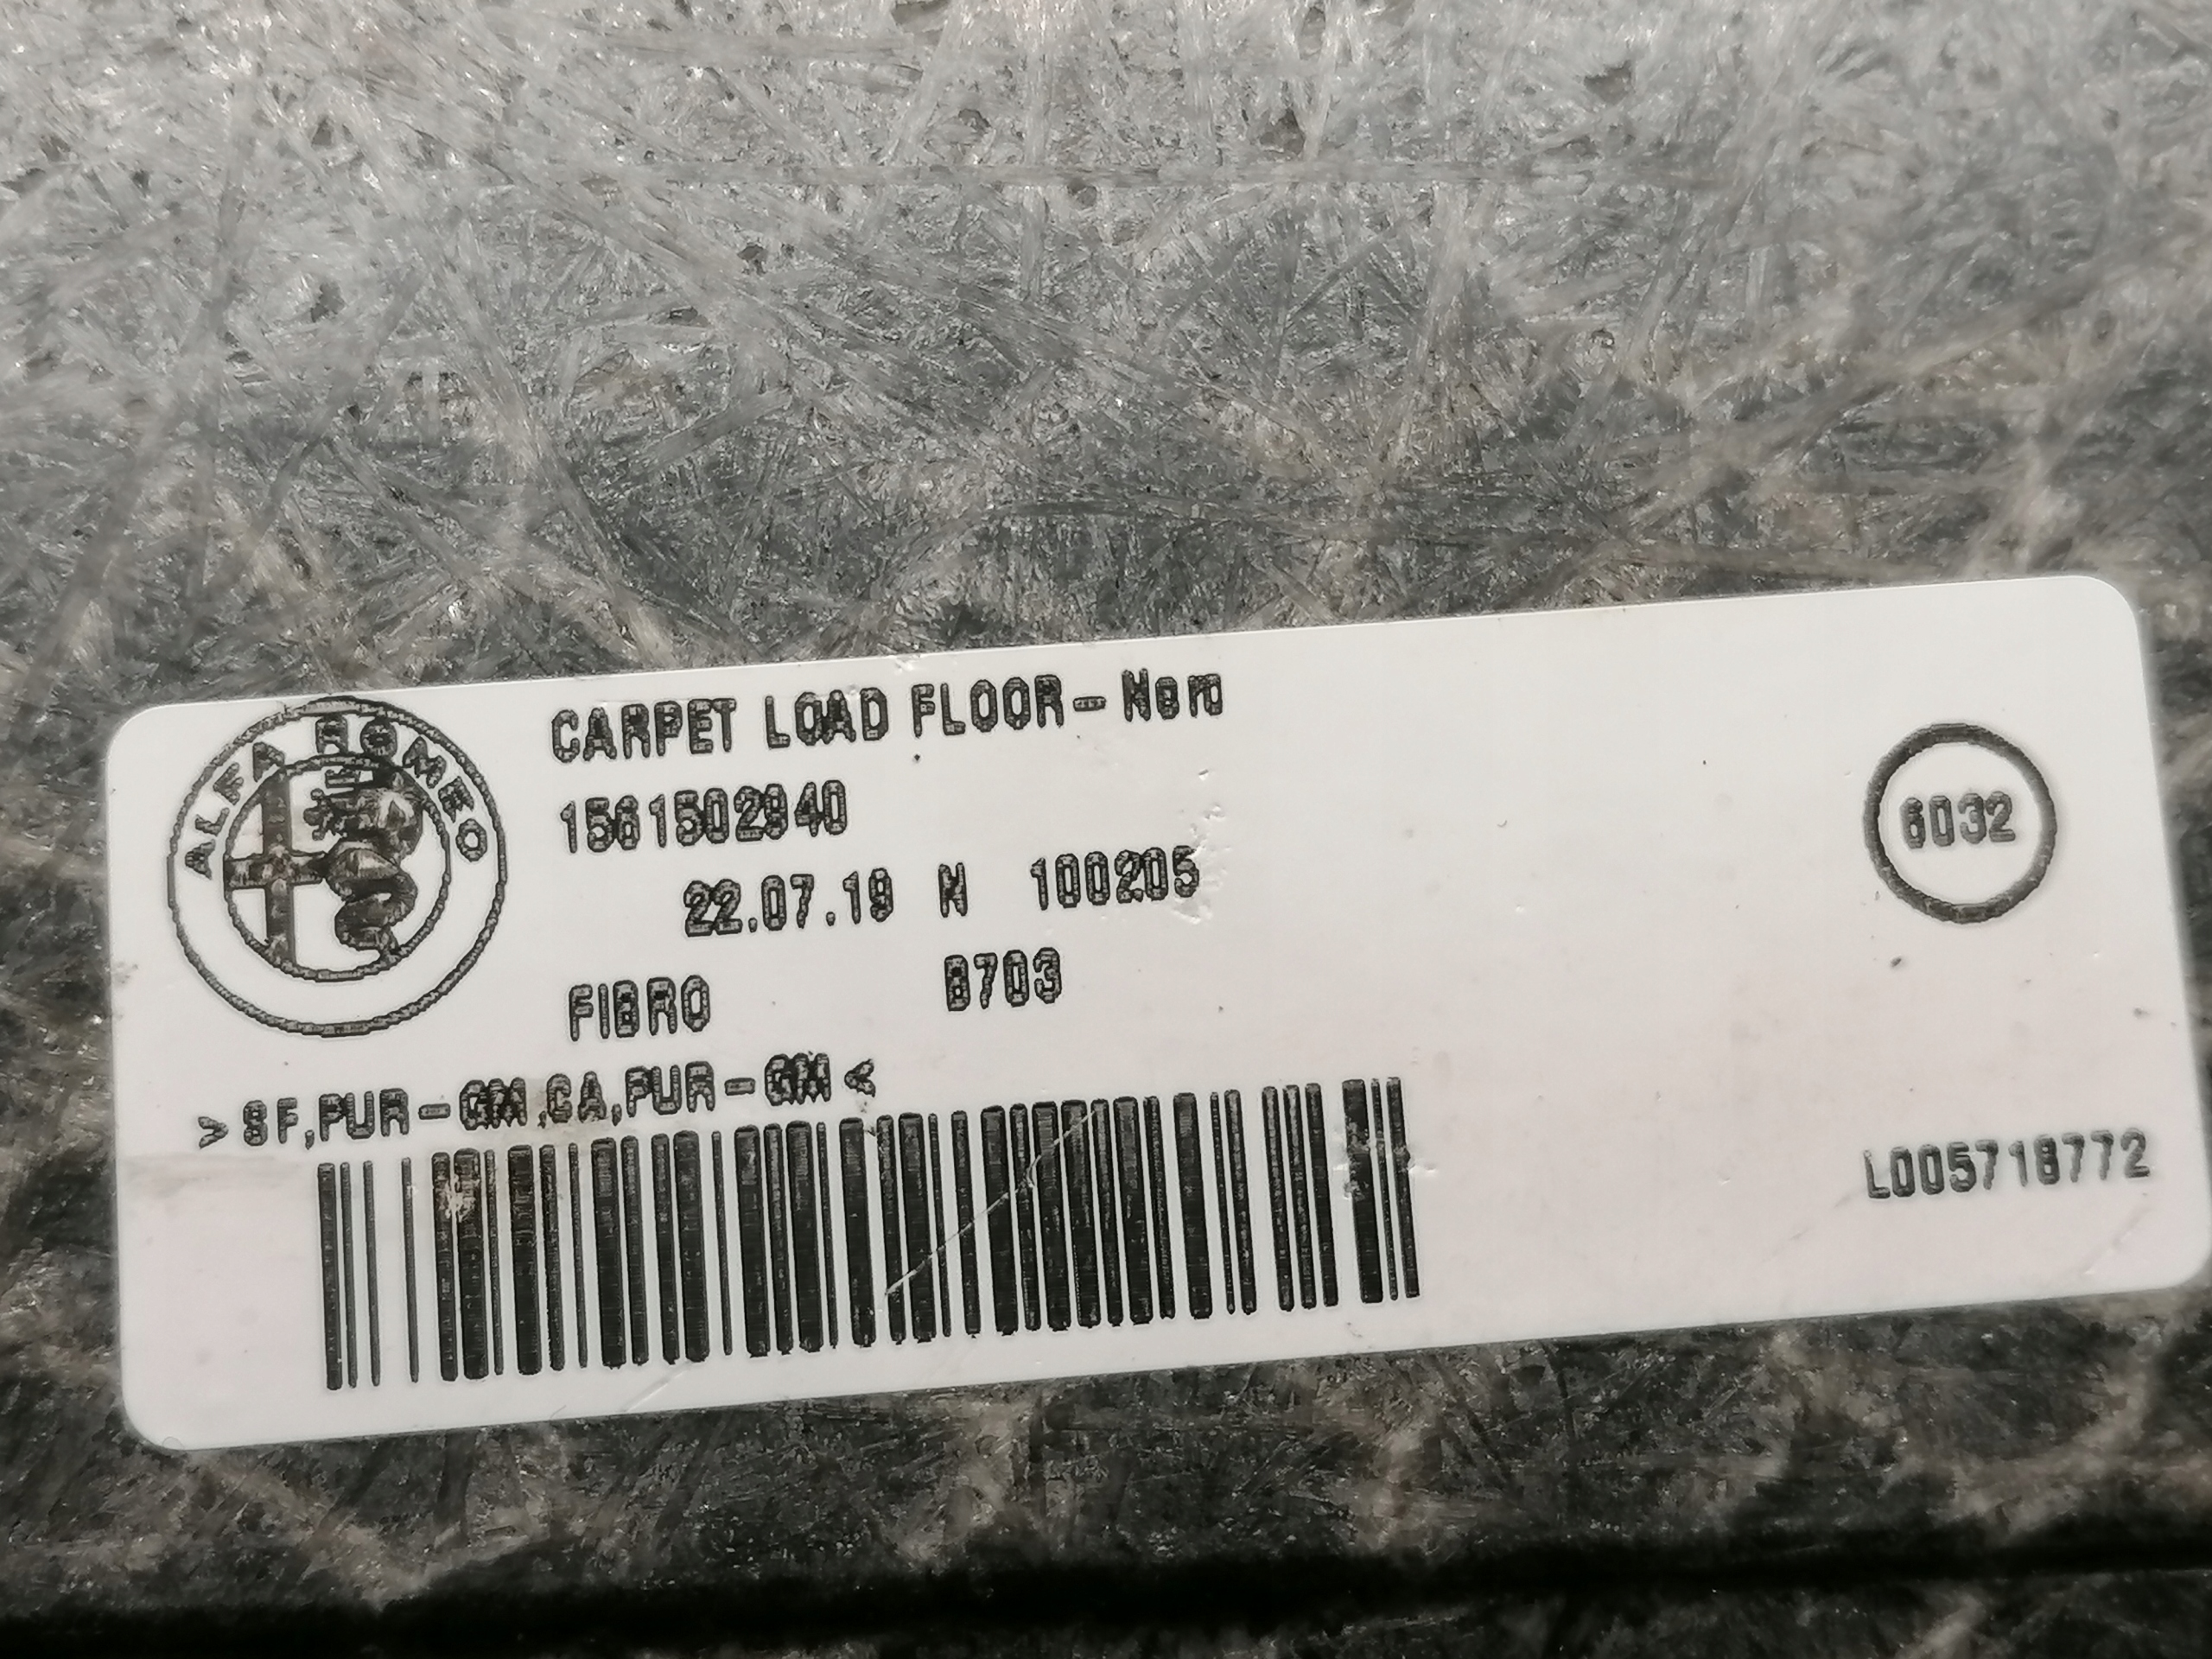 ALFA ROMEO
CARPET LOAD FLOOR-Nero
1561502940
6032
22.07.19 N 100205
FIBRO 8703
>SF,PUR-GM,CA,PUR-GM<
L005718772